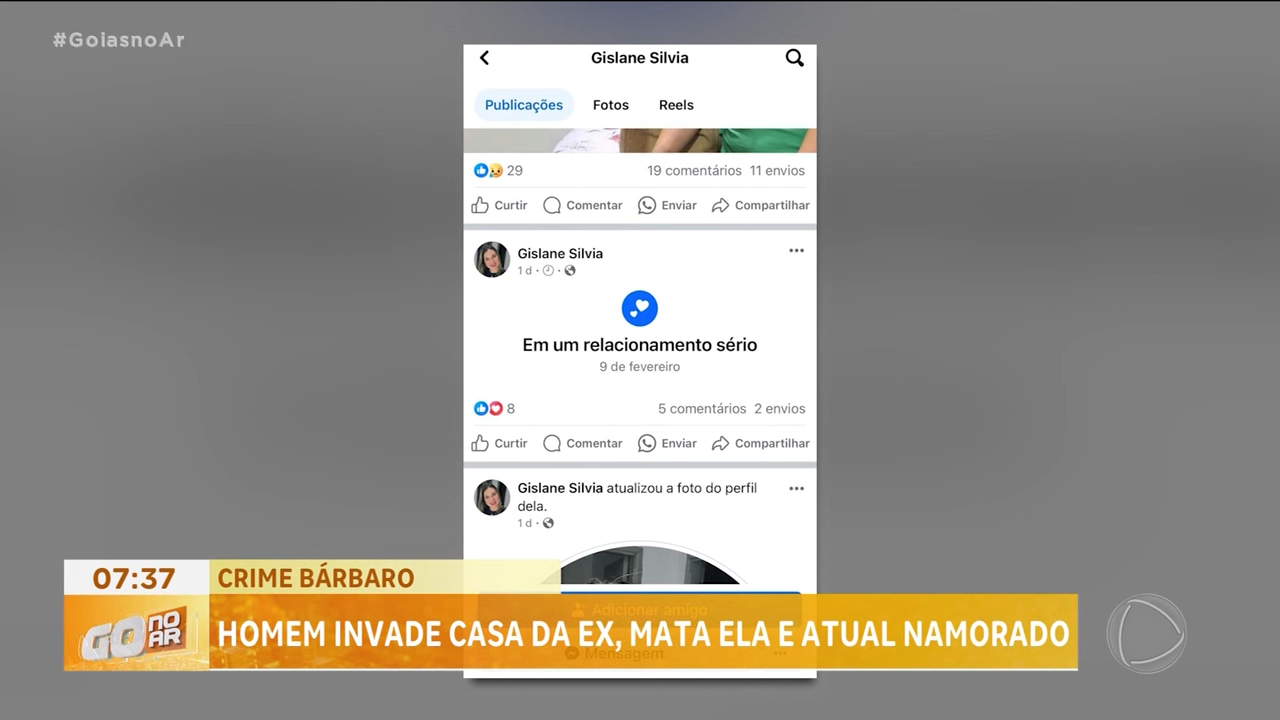 #GoiasnoAr
Gislane Silvia
Publicações Fotos Reels
29 19 comentários 11 envios
Curtir Comentar Enviar Compartilhar
Gislane Silvia
1 d
Em um relacionamento sério
9 de fevereiro
8 5 comentários 2 envios
Curtir Comentar Enviar Compartilhar
Gislane Silvia atualizou a foto do perfil
dela.
1 d
07:37 CRIME BÁRBARO
Adicionar amigo
GO NO AR
HOMEM INVADE CASA DA EX, MATA ELA E ATUAL NAMORADO
Mensagem